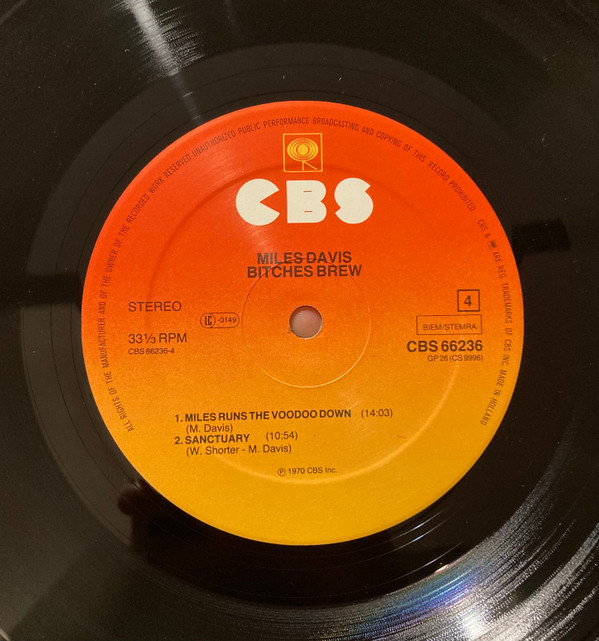 ALL RIGHTS OF THE MANUFACTURER AND OF THE OWNER OF THE RECORDED WORK RESERVED UNAUTHORIZED PUBLIC PERFORMANCE BROADCASTING AND COPYING OF THIS RECORD PROHIBITED
CBS & ARE REG. TRADEMARKS OF CBS INC. MADE IN HOLLAND
CBS
MILES DAVIS
BITCHES BREW
STEREO
LC-0149
4
33⅓ RPM
BIEM/STEMRA
CBS 66236-4
CBS 66236
GP 26 (CS 9996)
1. MILES RUNS THE VOODOO DOWN (14:03)
(M. Davis)
2. SANCTUARY (10:54)
(W. Shorter - M. Davis)
℗ 1970 CBS Inc.